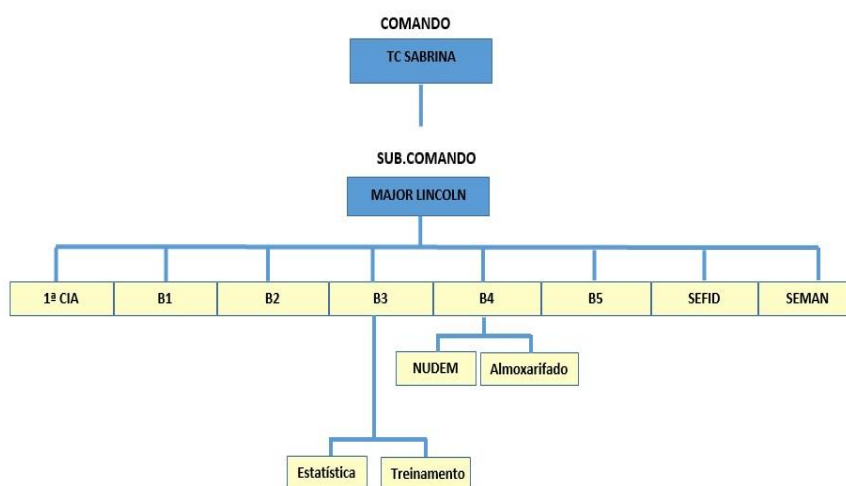 COMANDO
TC SABRINA
SUB.COMANDO
MAJOR LINCOLN
1ª CIA B1 B2 B3 B4 B5 SEFID SEMAN
NUDEM Almoxarifado
Estatística Treinamento